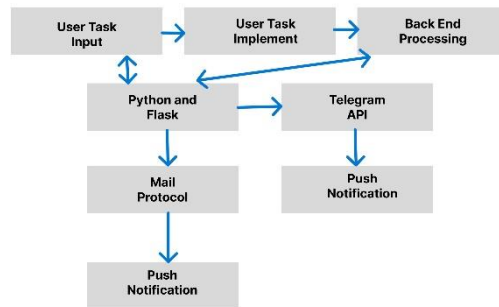 User Task
Input
User Task
Implement
Back End
Processing
Python and
Flask
Telegram
API
Mail
Protocol
Push
Notification
Push
Notification